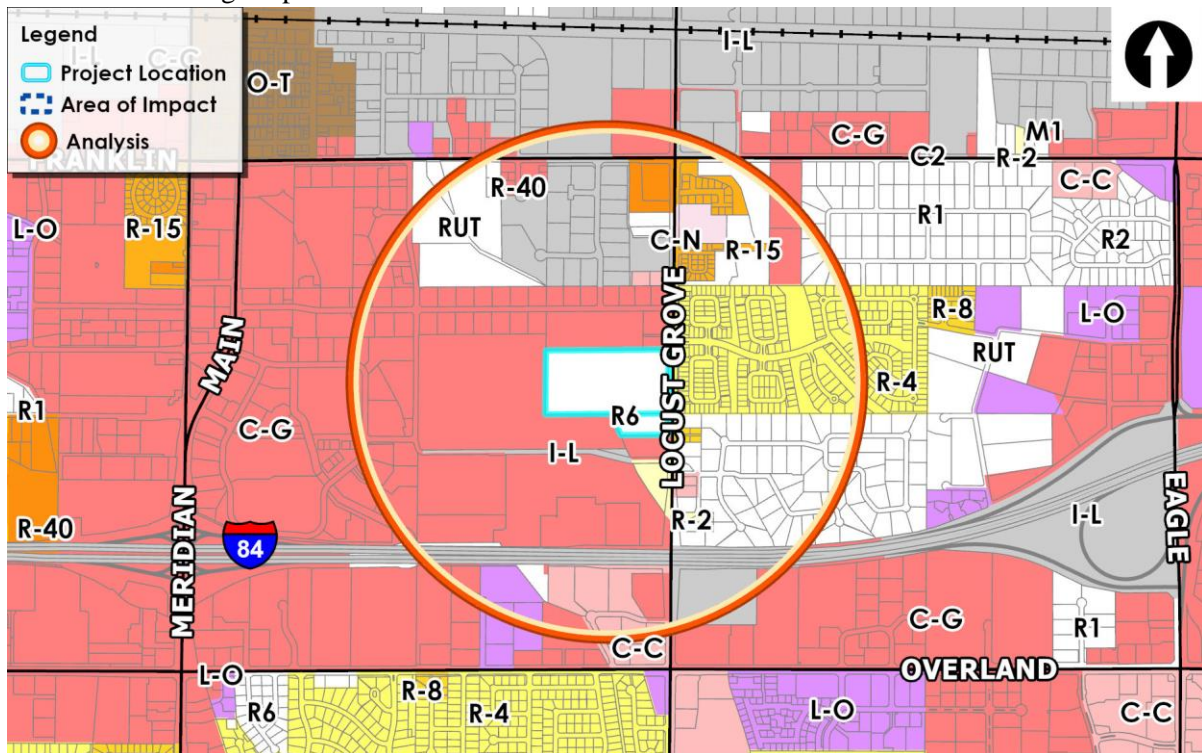 Legend
Project Location
Area of Impact
Analysis
I-L
C-C
O-T
I-L
FRANKLIN
C-G
M1
C2
R-2
C-C
L-O
R-15
R-40
RUT
R1
R2
C-N
R-15
LOCUST GROVE
R-8
L-O
RUT
MAIN
R-4
R1
C-G
R6
I-L
R-40
R-2
I-L
EAGLE
84
MERIDIAN
C-G
R1
C-C
OVERLAND
L-O
R6
R-8
R-4
L-O
C-C